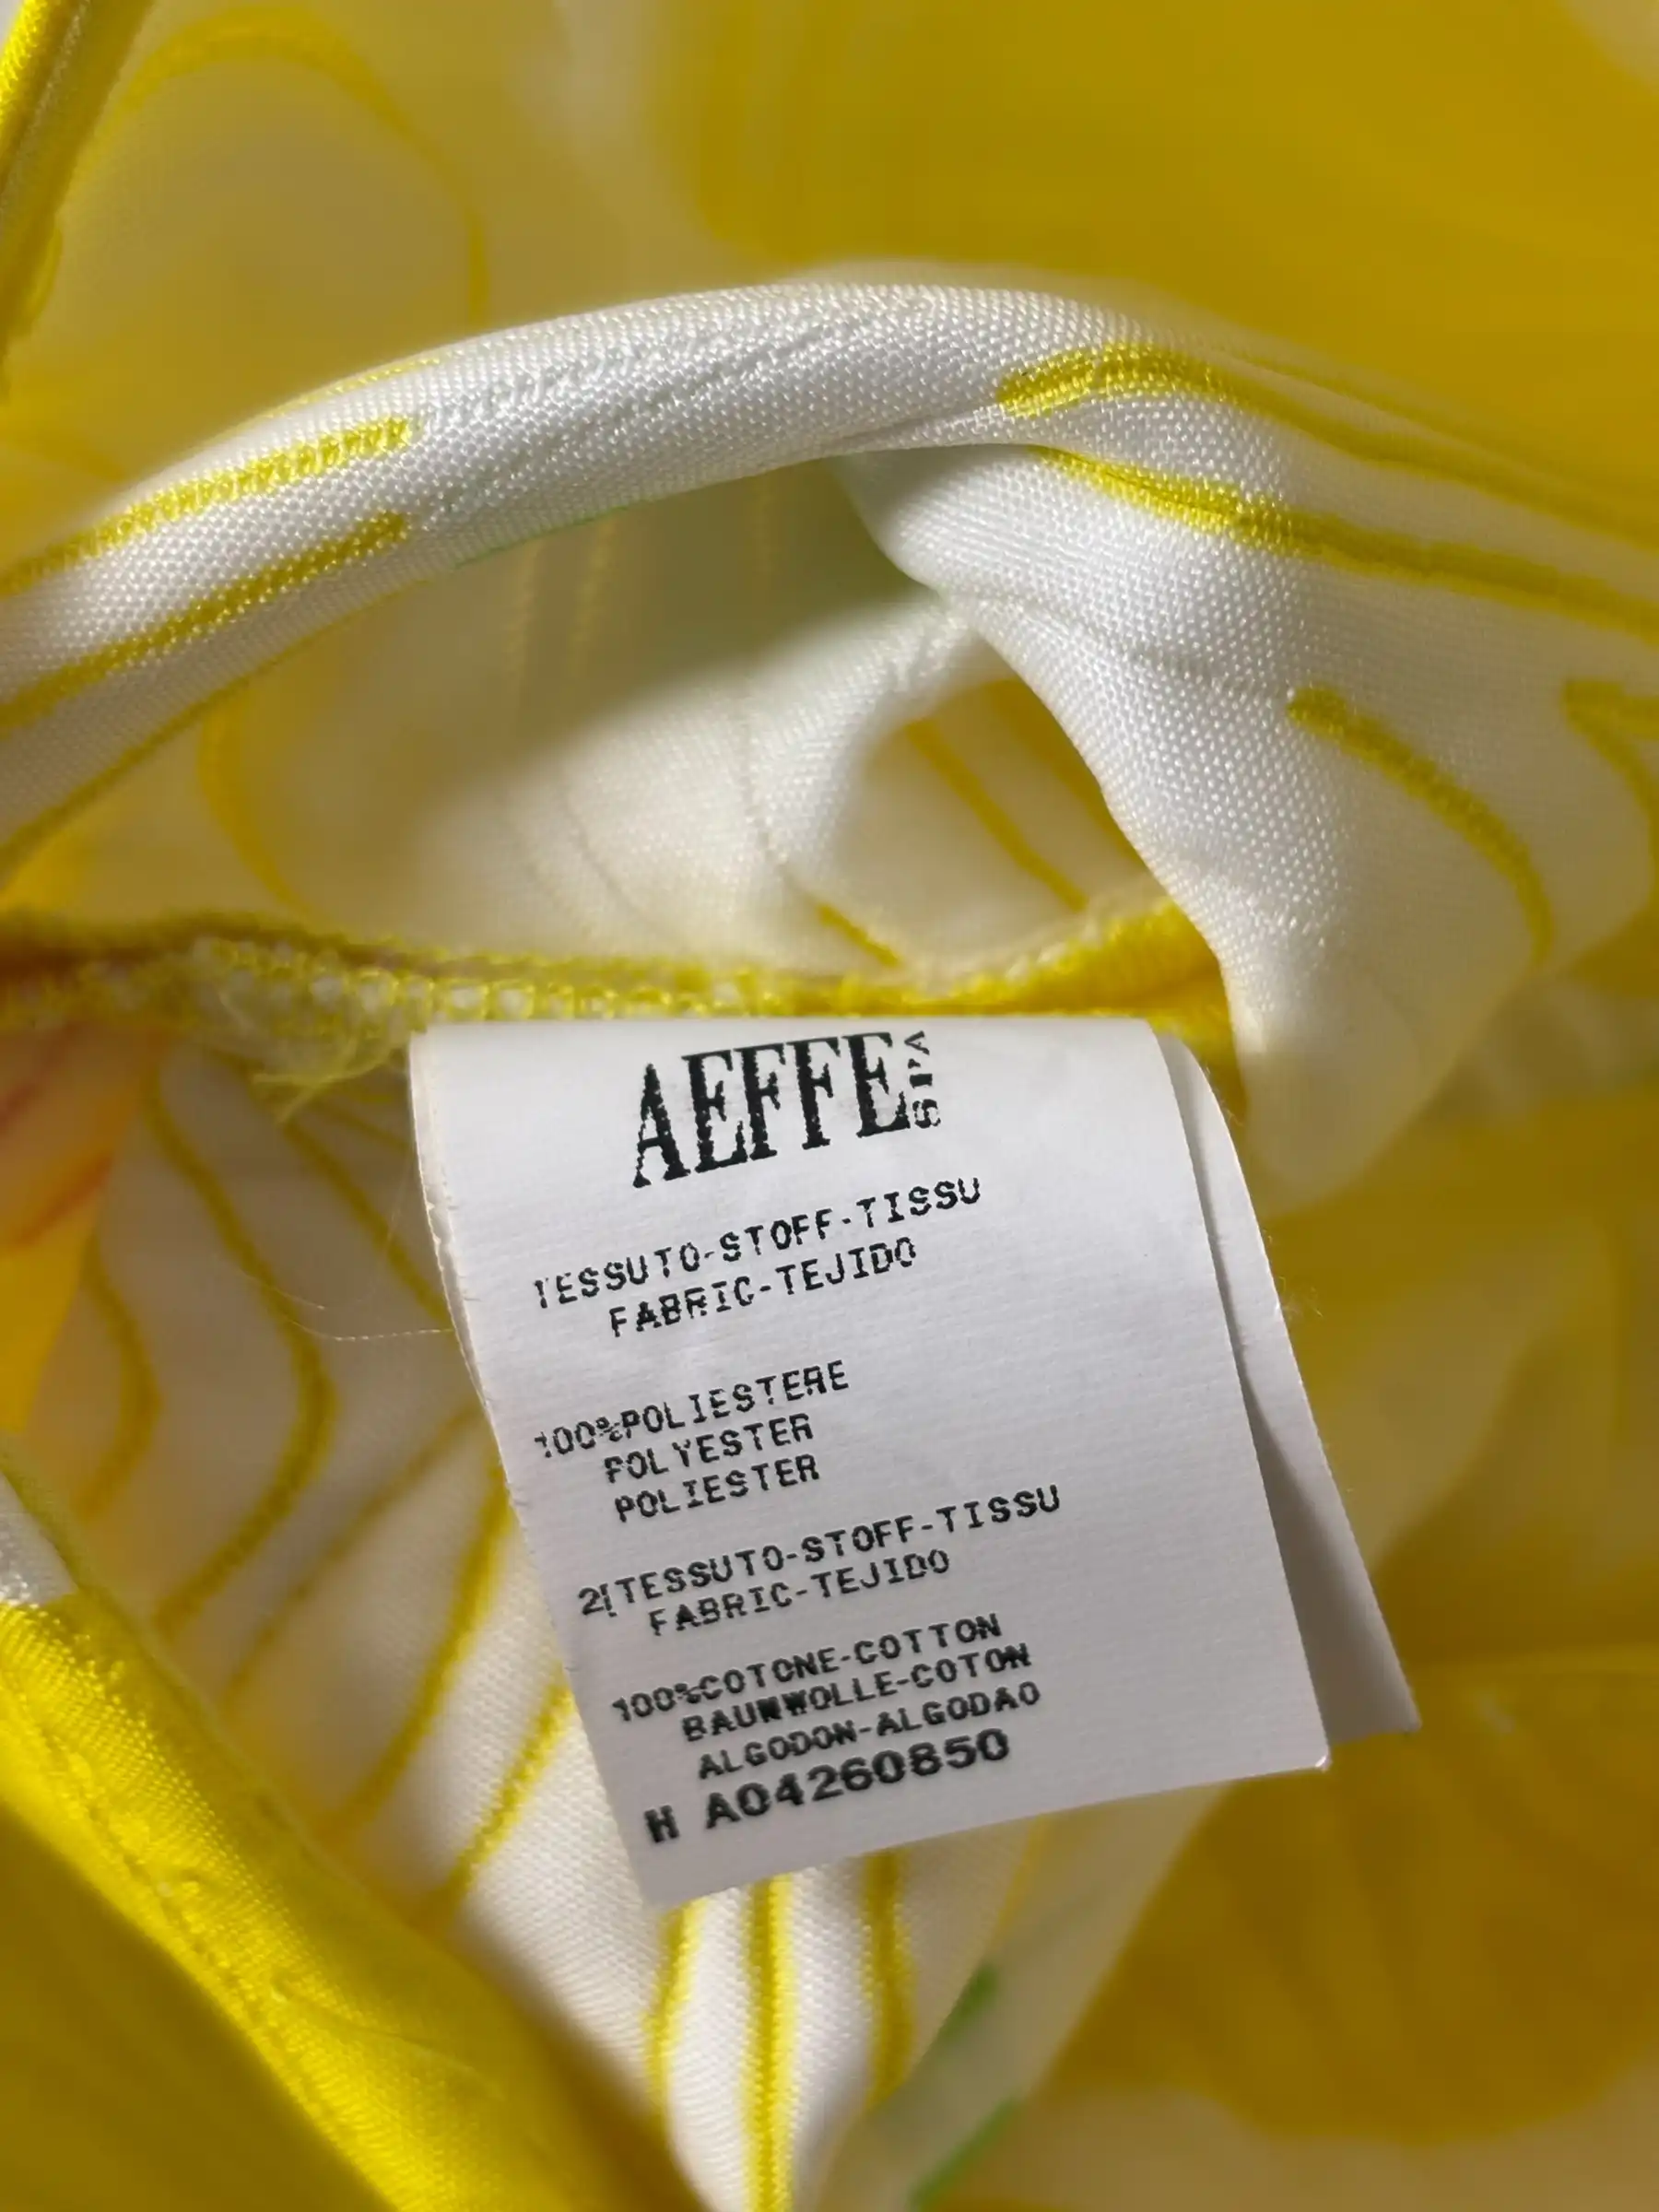 AEFFE SPA
TESSUTO-STOFF-TISSU
FABRIC-TEJIDO
100%POLIESTERE
POLYESTER
POLIESTER
2[TESSUTO-STOFF-TISSU
FABRIC-TEJIDO
100%COTONE-COTTON
BAUMWOLLE-COTON
ALGODON-ALGODAO
H A04260850